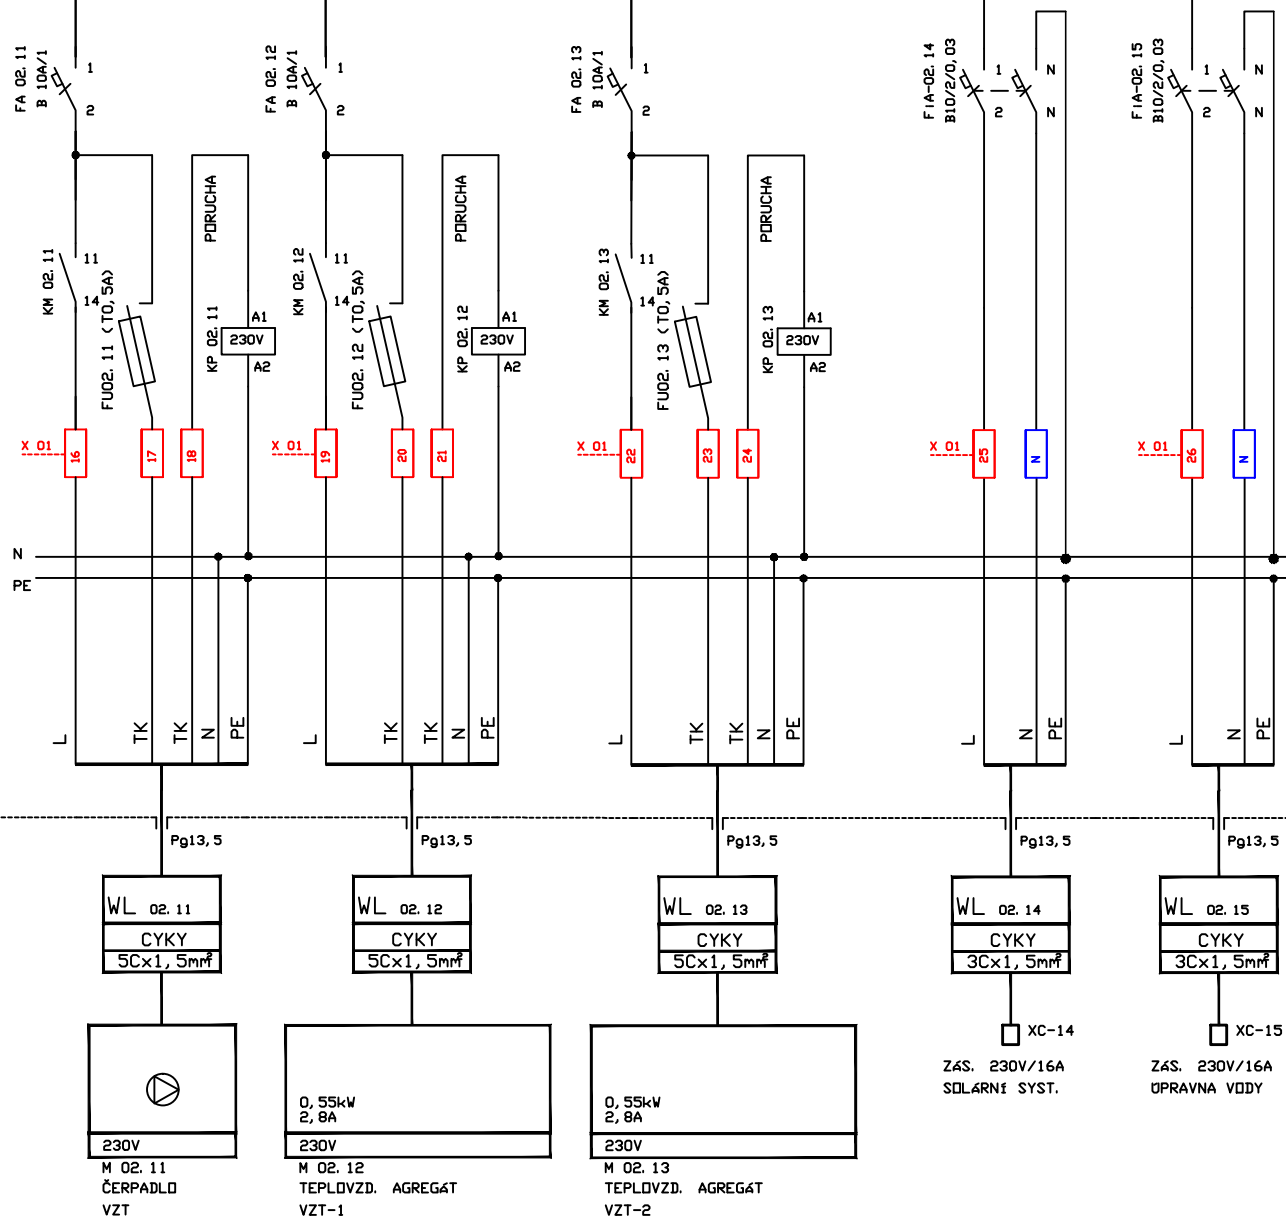 FA 02.11
B 10A/1
1
2
FA 02.12
B 10A/1
1
2
FA 02.13
B 10A/1
1
2
FIA-02.14
B10/2/0,03
1
2
N
N
FIA-02.15
B10/2/0,03
1
2
N
N
KM 02.11
11
14
FU02.11 (T0,5A)
PORUCHA
KP 02.11
A1
230V
A2
KM 02.12
11
14
FU02.12 (T0,5A)
PORUCHA
KP 02.12
A1
230V
A2
KM 02.13
11
14
FU02.13 (T0,5A)
PORUCHA
KP 02.13
A1
230V
A2
X 01
16
17
18
X 01
19
20
21
X 01
22
23
24
X 01
25
N
X 01
26
N
N
PE
L
TK
TK
N
PE
L
TK
TK
N
PE
L
TK
TK
N
PE
L
N
PE
L
N
PE
Pg13,5
Pg13,5
Pg13,5
Pg13,5
Pg13,5
WL 02.11
CYKY
5Cx1,5mm²
WL 02.12
CYKY
5Cx1,5mm²
WL 02.13
CYKY
5Cx1,5mm²
WL 02.14
CYKY
3Cx1,5mm²
WL 02.15
CYKY
3Cx1,5mm²
230V
M 02.11
ČERPADLO
VZT
0,55kW
2,8A
230V
M 02.12
TEPLOVZD. AGREGÁT
VZT-1
0,55kW
2,8A
230V
M 02.13
TEPLOVZD. AGREGÁT
VZT-2
XC-14
ZÁS. 230V/16A
SOLÁRNÍ SYST.
XC-15
ZÁS. 230V/16A
ÚPRAVNA VODY